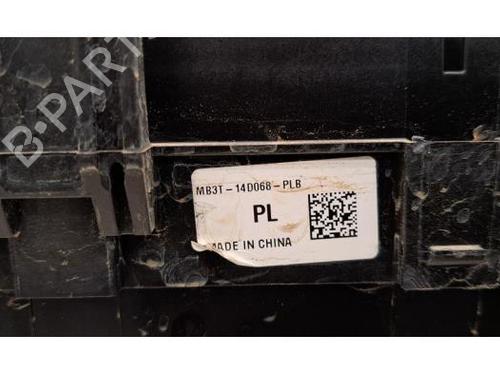 B-PARTS
MB3T-14D068-PLB
PL
MADE IN CHINA